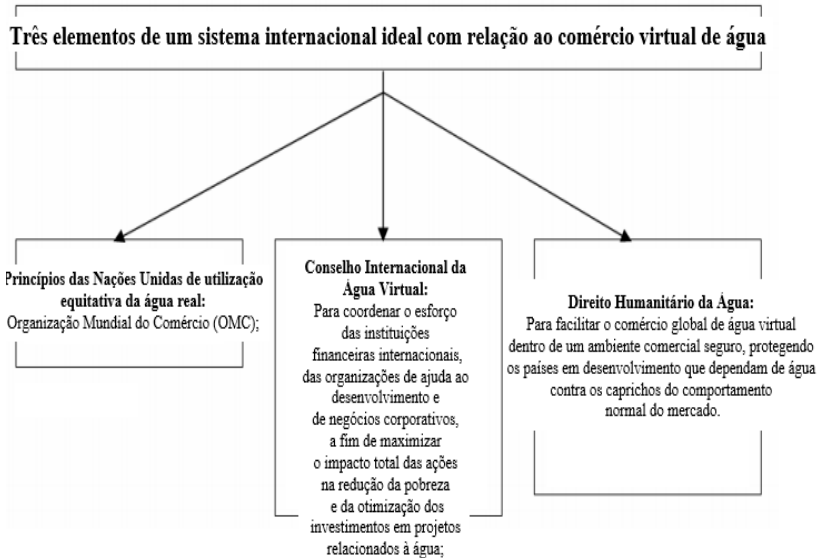 Três elementos de um sistema internacional ideal com relação ao comércio virtual de água
Princípios das Nações Unidas de utilização
equitativa da água real:
Organização Mundial do Comércio (OMC);
Conselho Internacional da
Água Virtual:
Para coordenar o esforço
das instituições
financeiras internacionais,
das organizações de ajuda ao
desenvolvimento e
de negócios corporativos,
a fim de maximizar
o impacto total das ações
na redução da pobreza
e da otimização dos
investimentos em projetos
relacionados à água;
Direito Humanitário da Água:
Para facilitar o comércio global de água virtual
dentro de um ambiente comercial seguro, protegendo
os países em desenvolvimento que dependam de água
contra os caprichos do comportamento
normal do mercado.